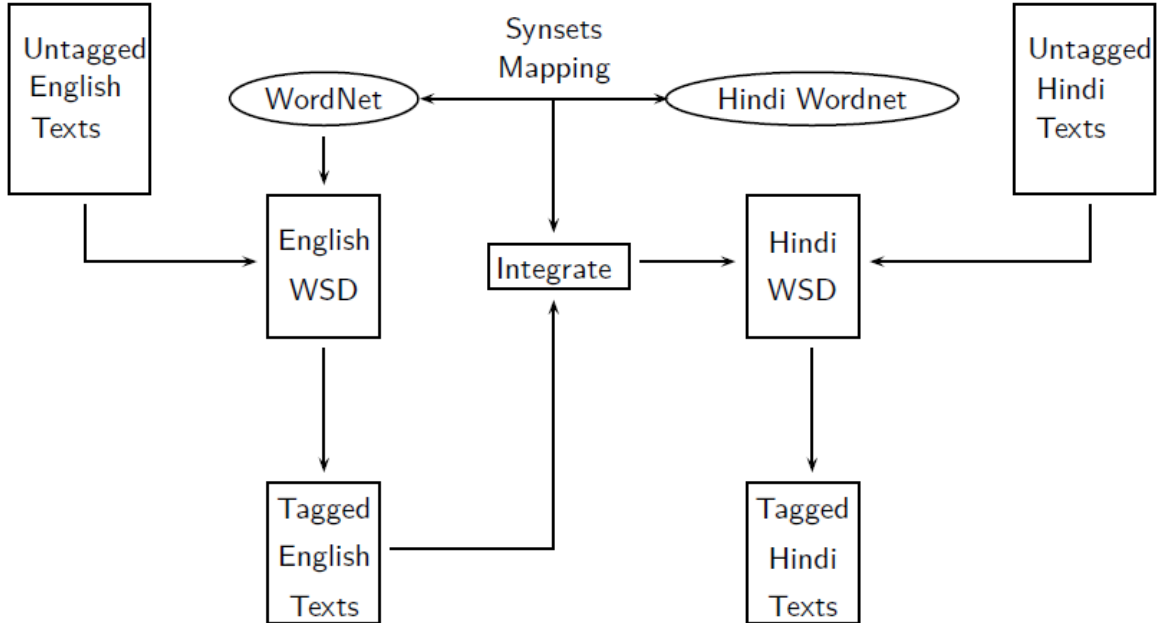 Untagged
English
Texts
Synsets
Mapping
WordNet
Hindi Wordnet
Untagged
Hindi
Texts
English
WSD
Integrate
Hindi
WSD
Tagged
English
Texts
Tagged
Hindi
Texts